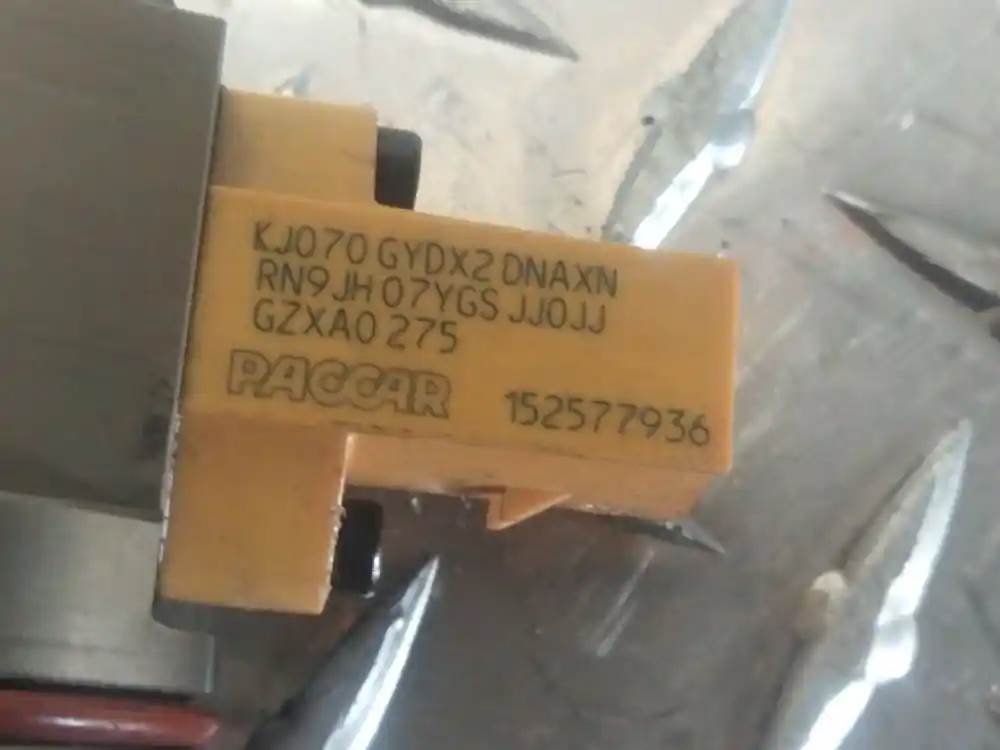 KJ070 GYDX2 DNAXN
RN9JH 07YGS JJ0JJ
GZXA0 275
PACCAR 152577936